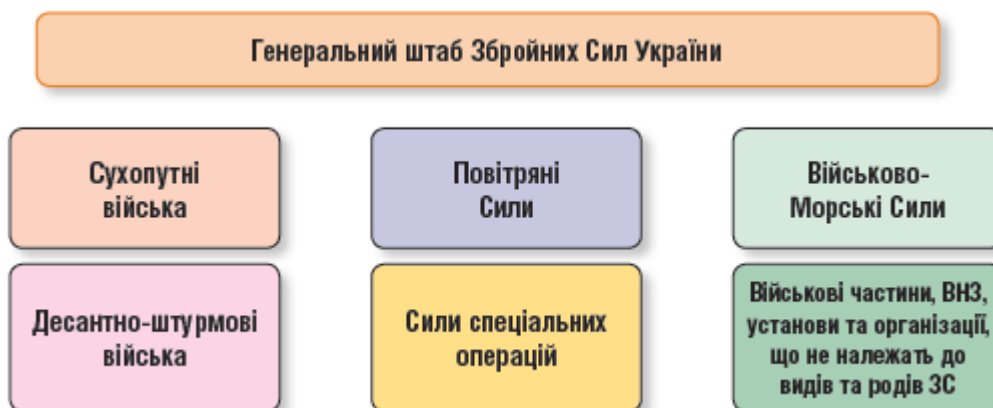 Генеральний штаб Збройних Сил України
Сухопутні
війська
Повітряні
Сили
Військово-
Морські Сили
Десантно-штурмові
війська
Сили спеціальних
операцій
Військові частини, ВНЗ,
установи та організації,
що не належать до
видів та родів ЗС